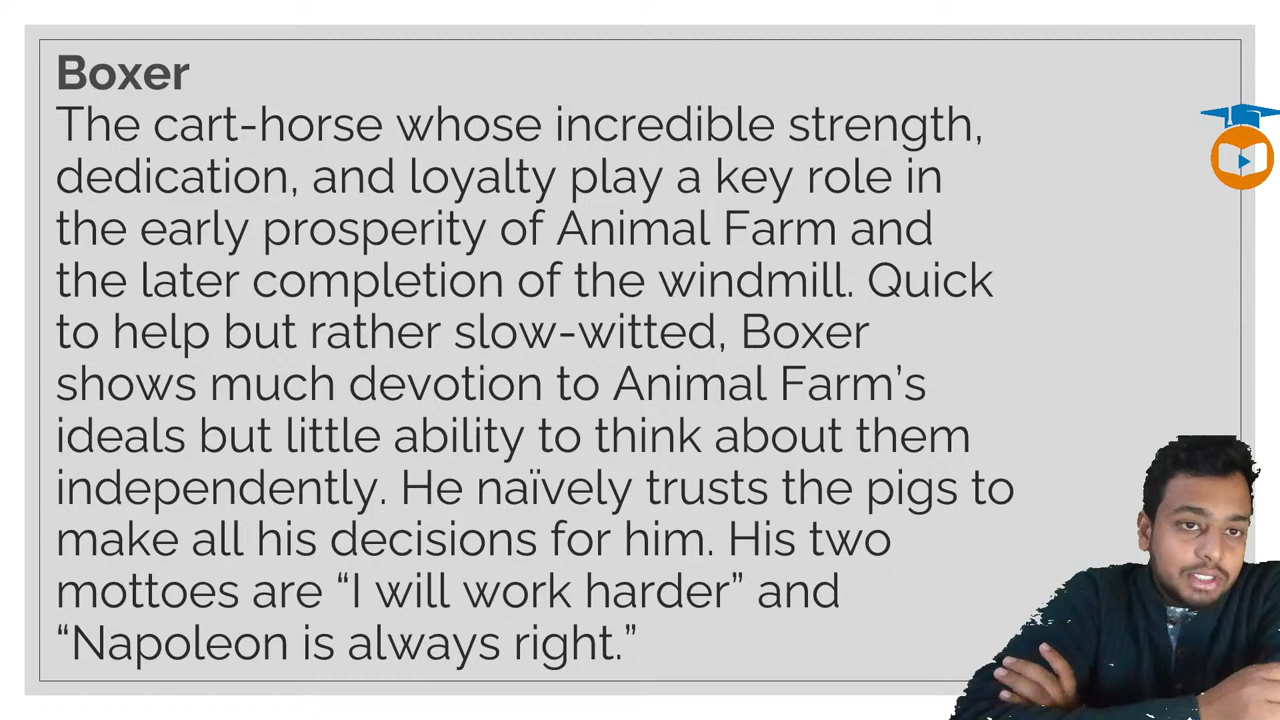 Boxer
The cart-horse whose incredible strength,
dedication, and loyalty play a key role in
the early prosperity of Animal Farm and
the later completion of the windmill. Quick
to help but rather slow-witted, Boxer
shows much devotion to Animal Farm’s
ideals but little ability to think about them
independently. He naïvely trusts the pigs to
make all his decisions for him. His two
mottoes are “I will work harder” and
“Napoleon is always right.”